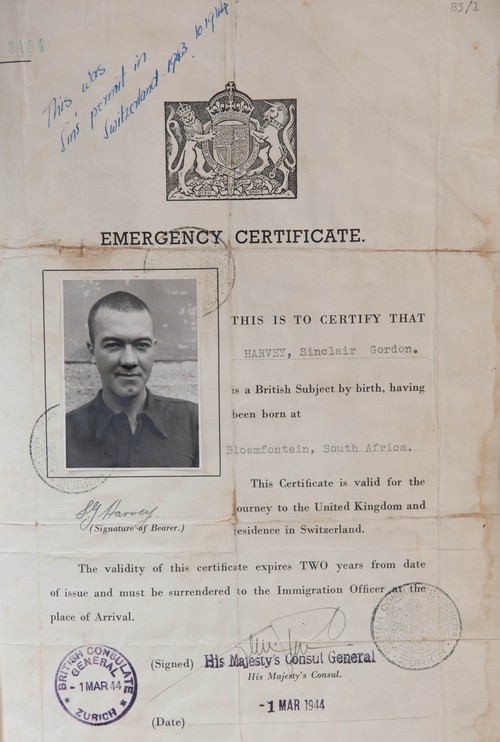 83/1
3454
This was
Sin's permit in
Switzerland 1943 to 1944
EMERGENCY CERTIFICATE.
THIS IS TO CERTIFY THAT
HARVEY, Sinclair Gordon.
is a British Subject by birth, having
been born at
Bloemfontein, South Africa.
This Certificate is valid for the
ourney to the United Kingdom and
esidence in Switzerland.
S G Harvey
(Signature of Bearer.)
The validity of this certificate expires TWO years from date
of issue and must be surrendered to the Immigration Officer at the
place of Arrival.
BRITISH CONSULATE
GENERAL
- 1 MAR 44
ZURICH
(Signed) His Majesty's Consul General
His Majesty's Consul.
-1 MAR 1944
(Date)
ZURICH